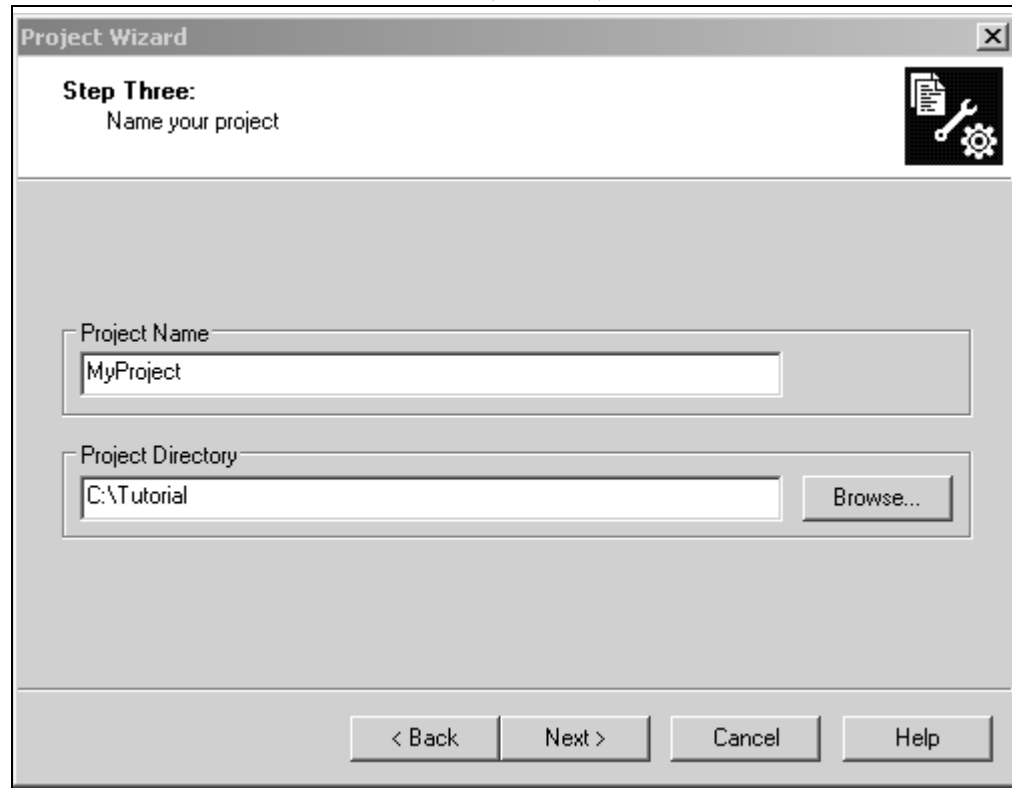 Project Wizard
Step Three:
Name your project
Project Name
MyProject
Project Directory
C:\Tutorial
Browse...
< Back
Next >
Cancel
Help